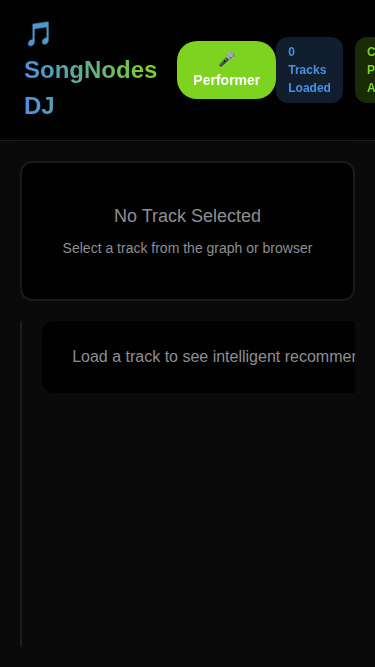 🎵
SongNodes
DJ
🎤
Performer
0
Tracks
Loaded
C
P
A
No Track Selected
Select a track from the graph or browser
Load a track to see intelligent recommer